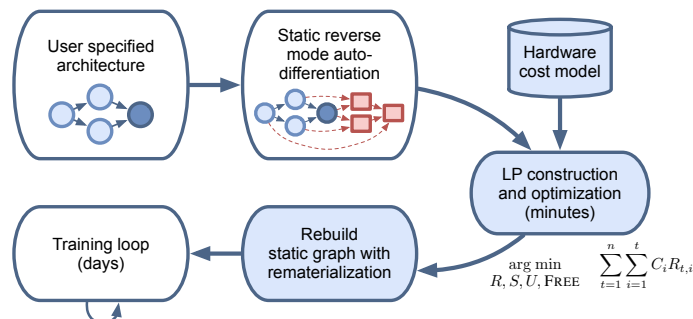 User specified
architecture
Static reverse
mode auto-
differentiation
Hardware
cost model
LP construction
and optimization
(minutes)
Training loop
(days)
Rebuild
static graph with
rematerialization
arg min
R, S, U, FREE
n t
∑ ∑ C_i R_{t,i}
t=1 i=1